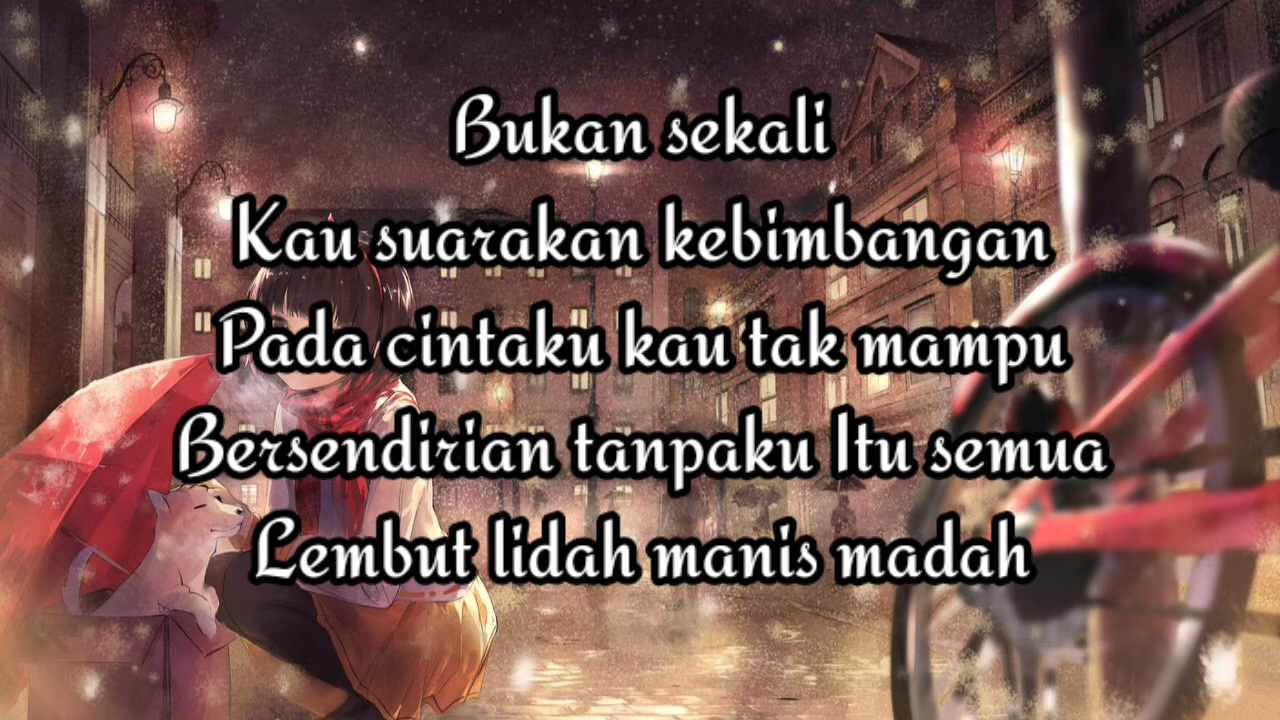 Bukan sekali
Kau suarakan kebimbangan
Pada cintaku kau tak mampu
Bersendirian tanpaku Itu semua
Lembut lidah manis madah